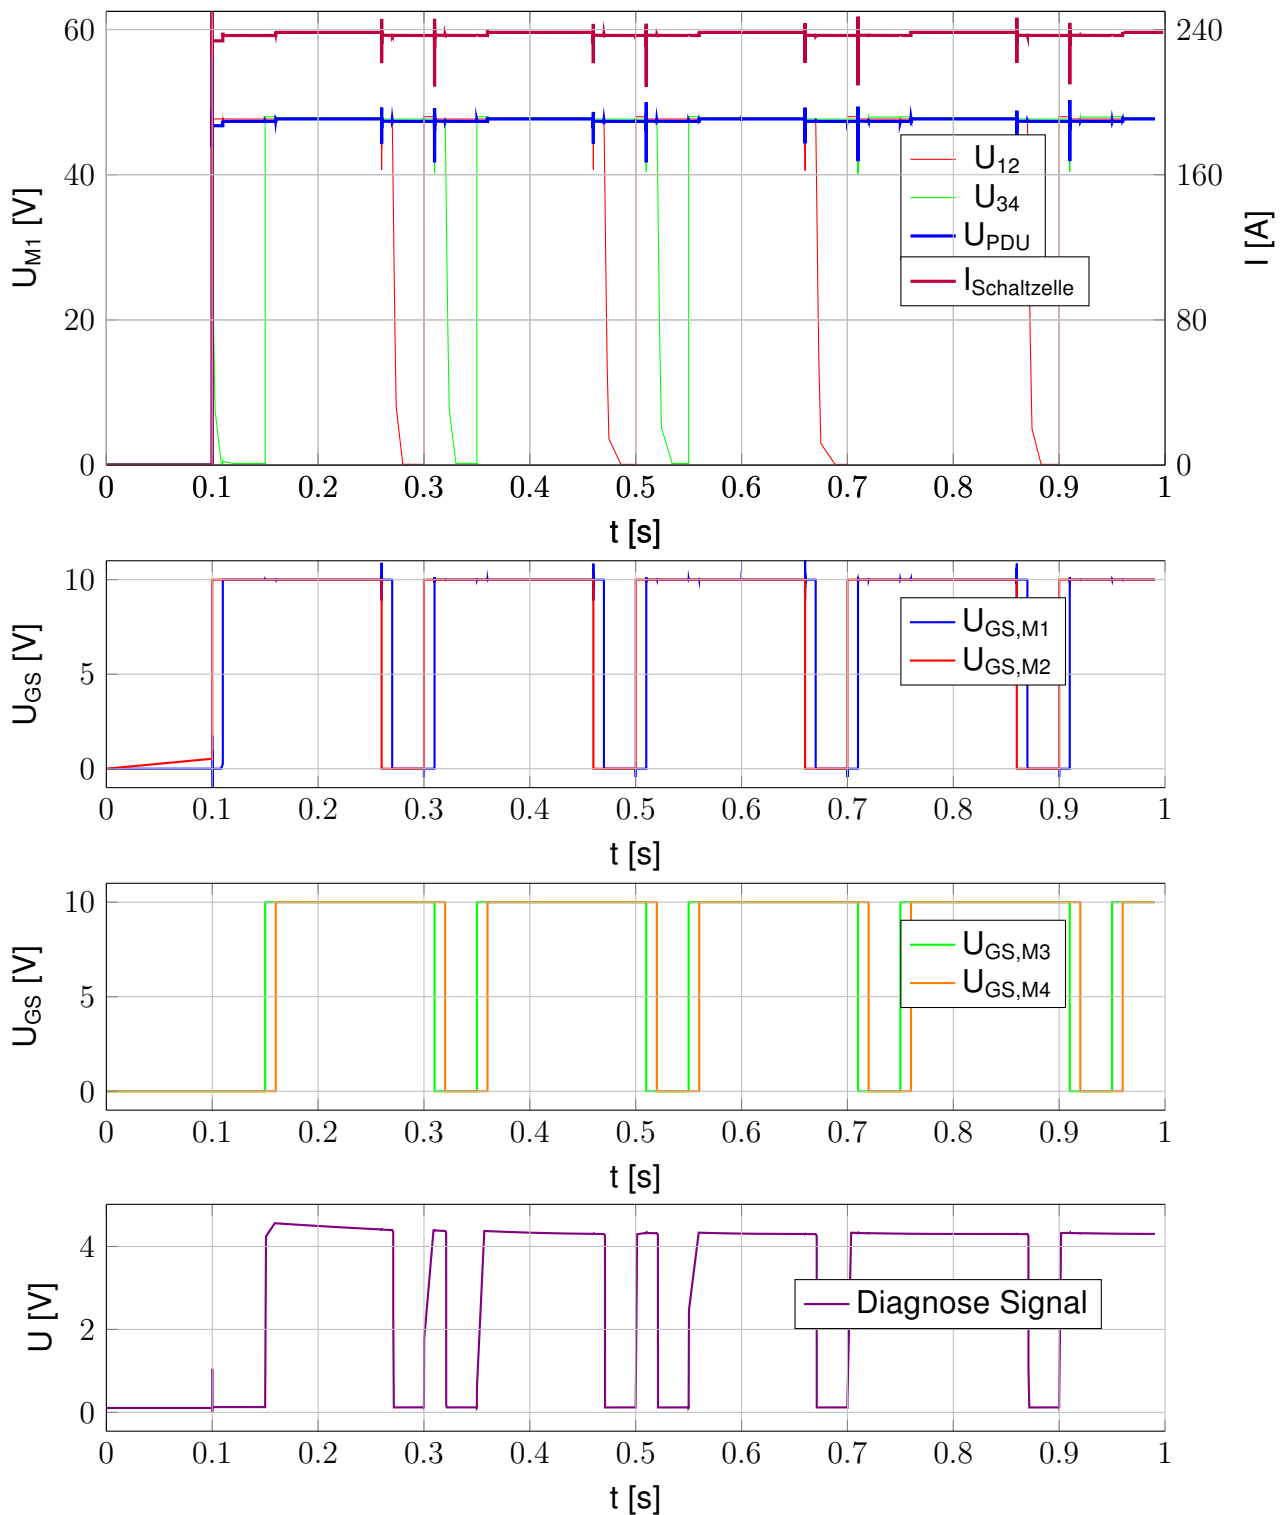 60
40
20
0
U_M1 [V]
240
160
80
0
I [A]
U_12
U_34
U_PDU
I_Schaltzelle
0 0.1 0.2 0.3 0.4 0.5 0.6 0.7 0.8 0.9 1
t [s]
10
5
0
U_GS [V]
U_GS,M1
U_GS,M2
0 0.1 0.2 0.3 0.4 0.5 0.6 0.7 0.8 0.9 1
t [s]
10
5
0
U_GS [V]
U_GS,M3
U_GS,M4
0 0.1 0.2 0.3 0.4 0.5 0.6 0.7 0.8 0.9 1
t [s]
4
2
0
U [V]
Diagnose Signal
0 0.1 0.2 0.3 0.4 0.5 0.6 0.7 0.8 0.9 1
t [s]